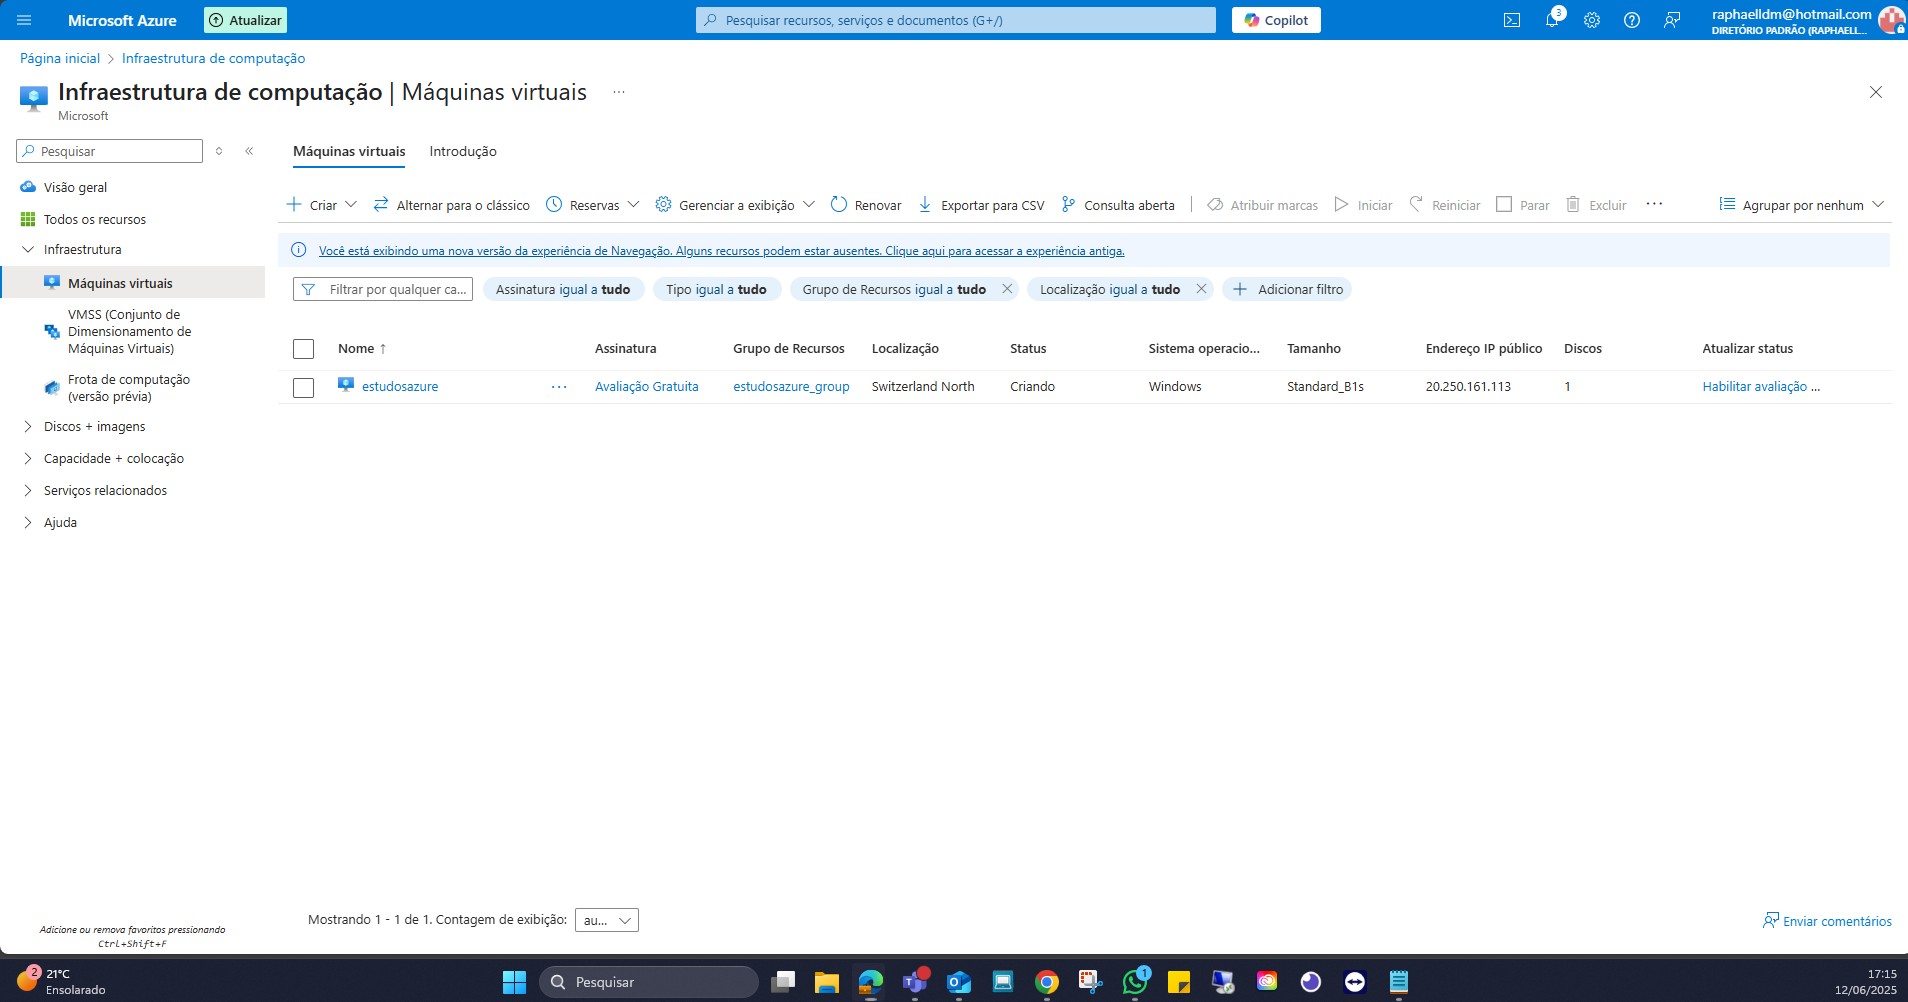 Microsoft Azure
Atualizar
Pesquisar recursos, serviços e documentos (G+/)
Copilot
3
raphaelldm@hotmail.com
DIRETÓRIO PADRÃO (RAPHAELL...
Página inicial > Infraestrutura de computação
Infraestrutura de computação | Máquinas virtuais ...
Microsoft
Pesquisar
Visão geral
Todos os recursos
Infraestrutura
Máquinas virtuais
VMSS (Conjunto de
Dimensionamento de
Máquinas Virtuais)
Frota de computação
(versão prévia)
Discos + imagens
Capacidade + colocação
Serviços relacionados
Ajuda
Adicione ou remova favoritos pressionando
Ctrl+Shift+F
Máquinas virtuais Introdução
Criar Alternar para o clássico Reservas Gerenciar a exibição Renovar Exportar para CSV Consulta aberta Atribuir marcas Iniciar Reiniciar Parar Excluir ... Agrupar por nenhum
Você está exibindo uma nova versão da experiência de Navegação. Alguns recursos podem estar ausentes. Clique aqui para acessar a experiência antiga.
Filtrar por qualquer ca... Assinatura igual a tudo Tipo igual a tudo Grupo de Recursos igual a tudo Localização igual a tudo Adicionar filtro
Nome ↑ Assinatura Grupo de Recursos Localização Status Sistema operacio... Tamanho Endereço IP público Discos Atualizar status
estudosazure ... Avaliação Gratuita estudosazure_group Switzerland North Criando Windows Standard_B1s 20.250.161.113 1 Habilitar avaliação ...
Mostrando 1 - 1 de 1. Contagem de exibição: au...
Enviar comentários
2
21°C
Ensolarado
Pesquisar
1
17:15
12/06/2025